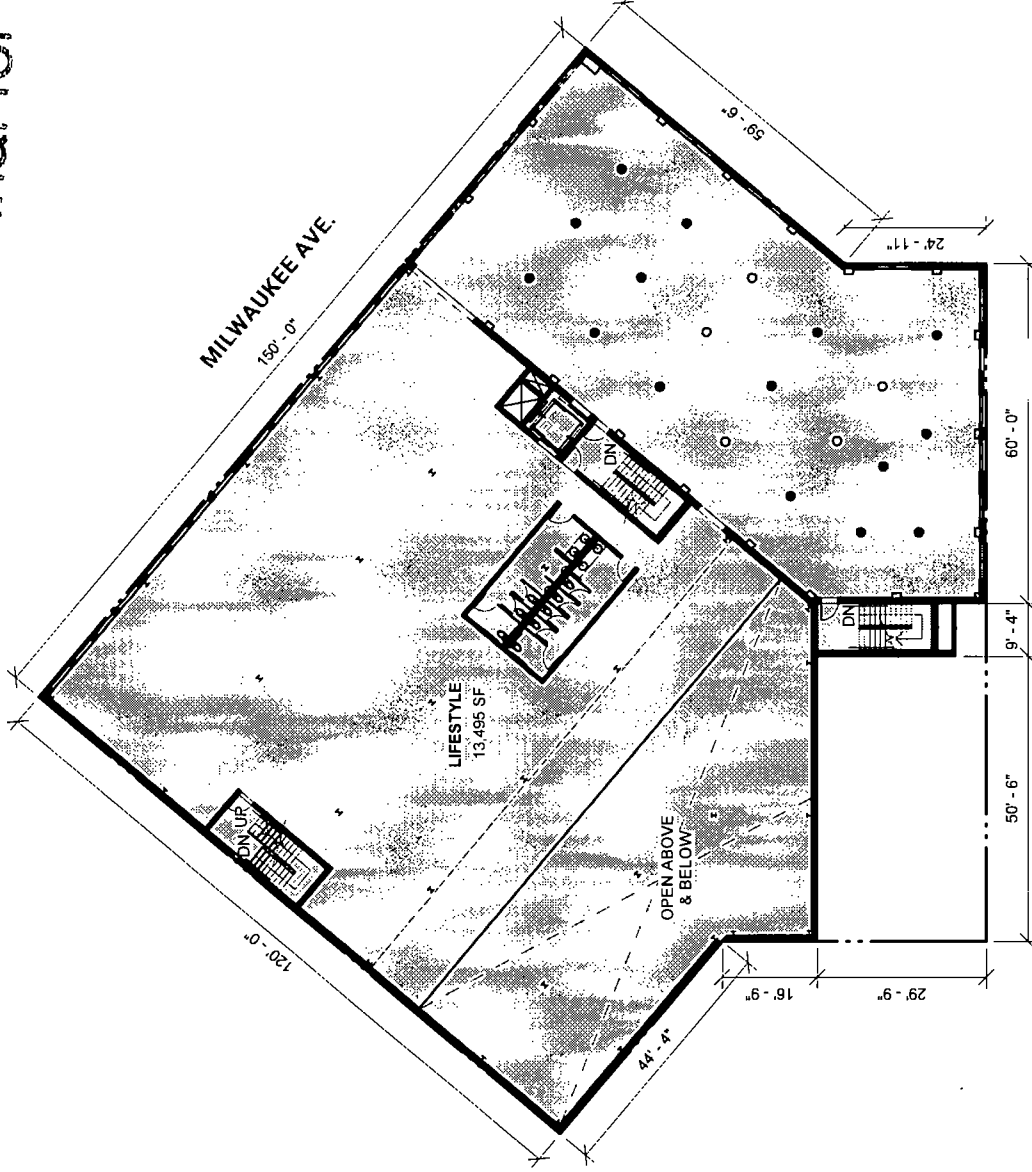 MILWAUKEE AVE.
150' - 0"
59' - 6"
24' - 11"
60' - 0"
9' - 4"
50' - 6"
29' - 9"
16' - 9"
44' - 4"
120' - 0"
LIFESTYLE
13,495 SF
OPEN ABOVE
& BELOW
DN UP
DN
DN